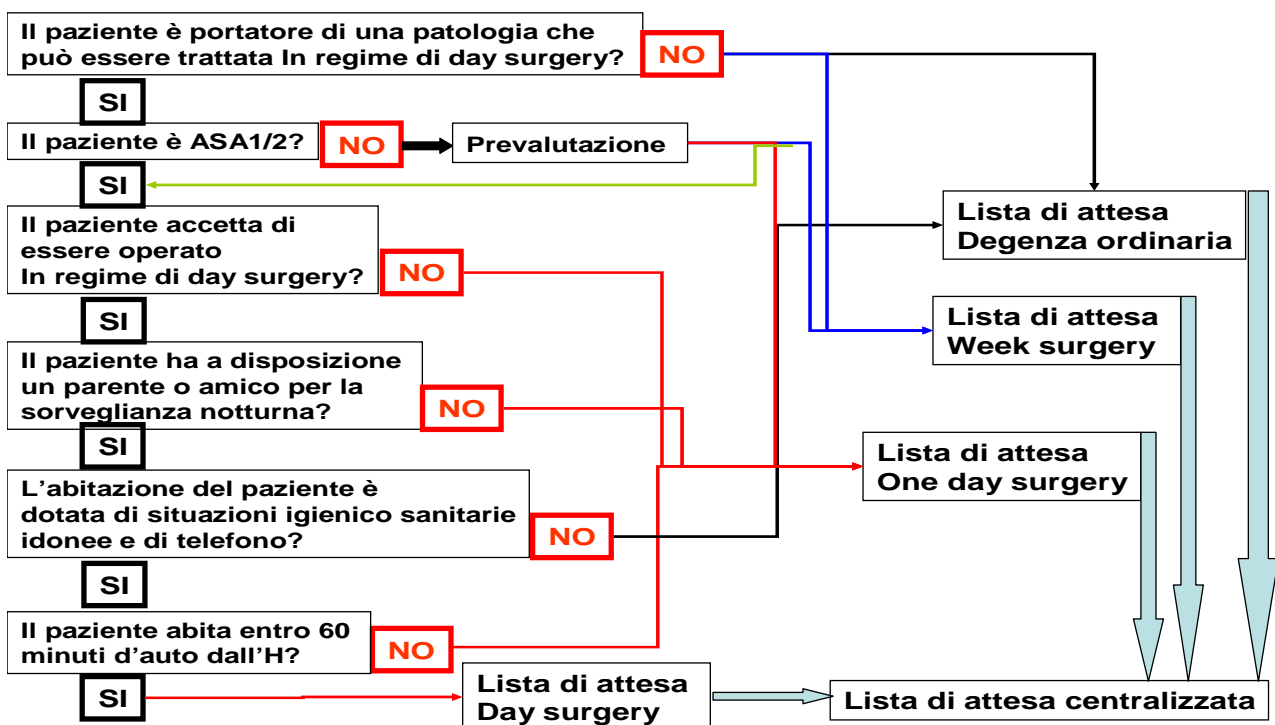 Il paziente è portatore di una patologia che
può essere trattata In regime di day surgery?
NO
SI
Il paziente è ASA1/2?
NO
Prevalutazione
SI
Il paziente accetta di
essere operato
In regime di day surgery?
NO
Lista di attesa
Degenza ordinaria
SI
Lista di attesa
Week surgery
Il paziente ha a disposizione
un parente o amico per la
sorveglianza notturna?
NO
SI
Lista di attesa
One day surgery
L'abitazione del paziente è
dotata di situazioni igienico sanitarie
idonee e di telefono?
NO
SI
Il paziente abita entro 60
minuti d'auto dall'H?
NO
SI
Lista di attesa
Day surgery
Lista di attesa centralizzata